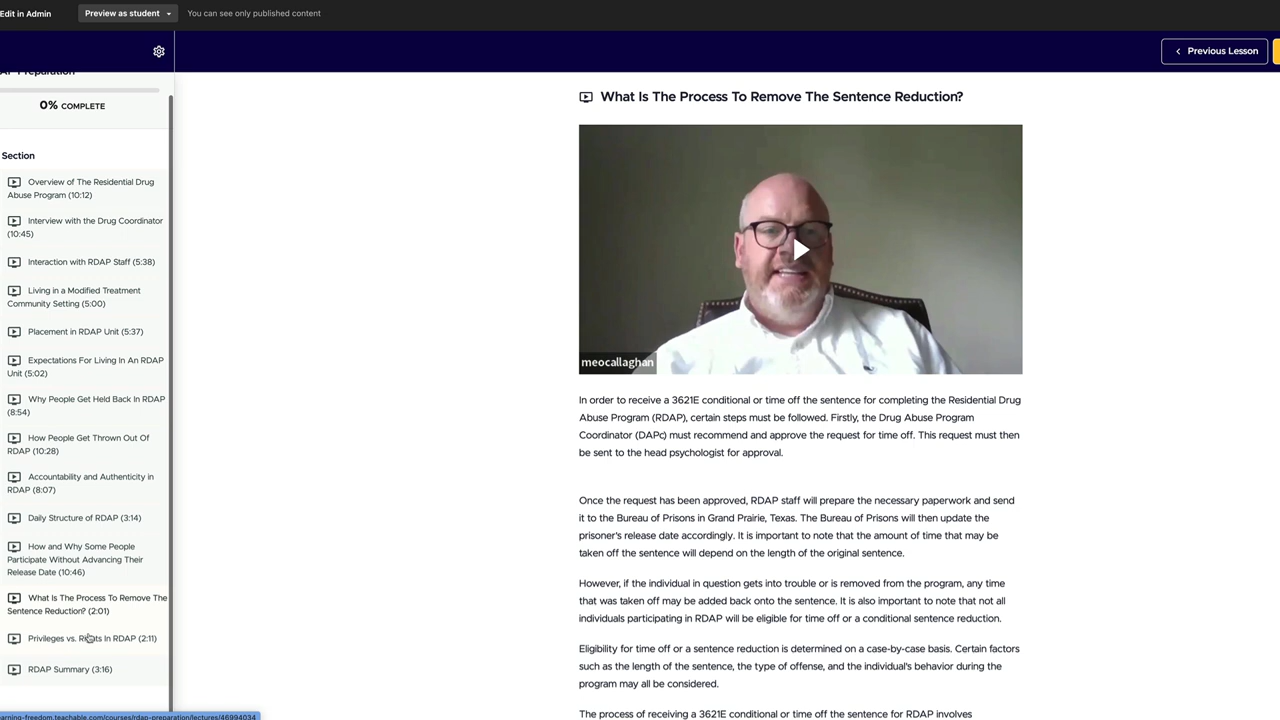 Edit in Admin
Preview as student
You can see only published content
Previous Lesson
0% COMPLETE
Section
Overview of The Residential Drug
Abuse Program (10:12)
Interview with the Drug Coordinator
(10:45)
Interaction with RDAP Staff (5:38)
Living in a Modified Treatment
Community Setting (5:00)
Placement in RDAP Unit (5:37)
Expectations For Living In An RDAP
Unit (5:02)
Why People Get Held Back In RDAP
(8:54)
How People Get Thrown Out Of
RDAP (10:28)
Accountability and Authenticity in
RDAP (8:07)
Daily Structure of RDAP (3:14)
How and Why Some People
Participate Without Advancing Their
Release Date (10:46)
What Is The Process To Remove The
Sentence Reduction? (2:01)
Privileges vs. Rights In RDAP (2:11)
RDAP Summary (3:16)
What Is The Process To Remove The Sentence Reduction?
meocallaghan
In order to receive a 3621E conditional or time off the sentence for completing the Residential Drug
Abuse Program (RDAP), certain steps must be followed. Firstly, the Drug Abuse Program
Coordinator (DAPc) must recommend and approve the request for time off. This request must then
be sent to the head psychologist for approval.
Once the request has been approved, RDAP staff will prepare the necessary paperwork and send
it to the Bureau of Prisons in Grand Prairie, Texas. The Bureau of Prisons will then update the
prisoner's release date accordingly. It is important to note that the amount of time that may be
taken off the sentence will depend on the length of the original sentence.
However, if the individual in question gets into trouble or is removed from the program, any time
that was taken off may be added back onto the sentence. It is also important to note that not all
individuals participating in RDAP will be eligible for time off or a conditional sentence reduction.
Eligibility for time off or a sentence reduction is determined on a case-by-case basis. Certain factors
such as the length of the sentence, the type of offense, and the individual's behavior during the
program may all be considered.
The process of receiving a 3621E conditional or time off the sentence for RDAP involves
earning-freedom.teachable.com/courses/rdap-preparation/lectures/46994034